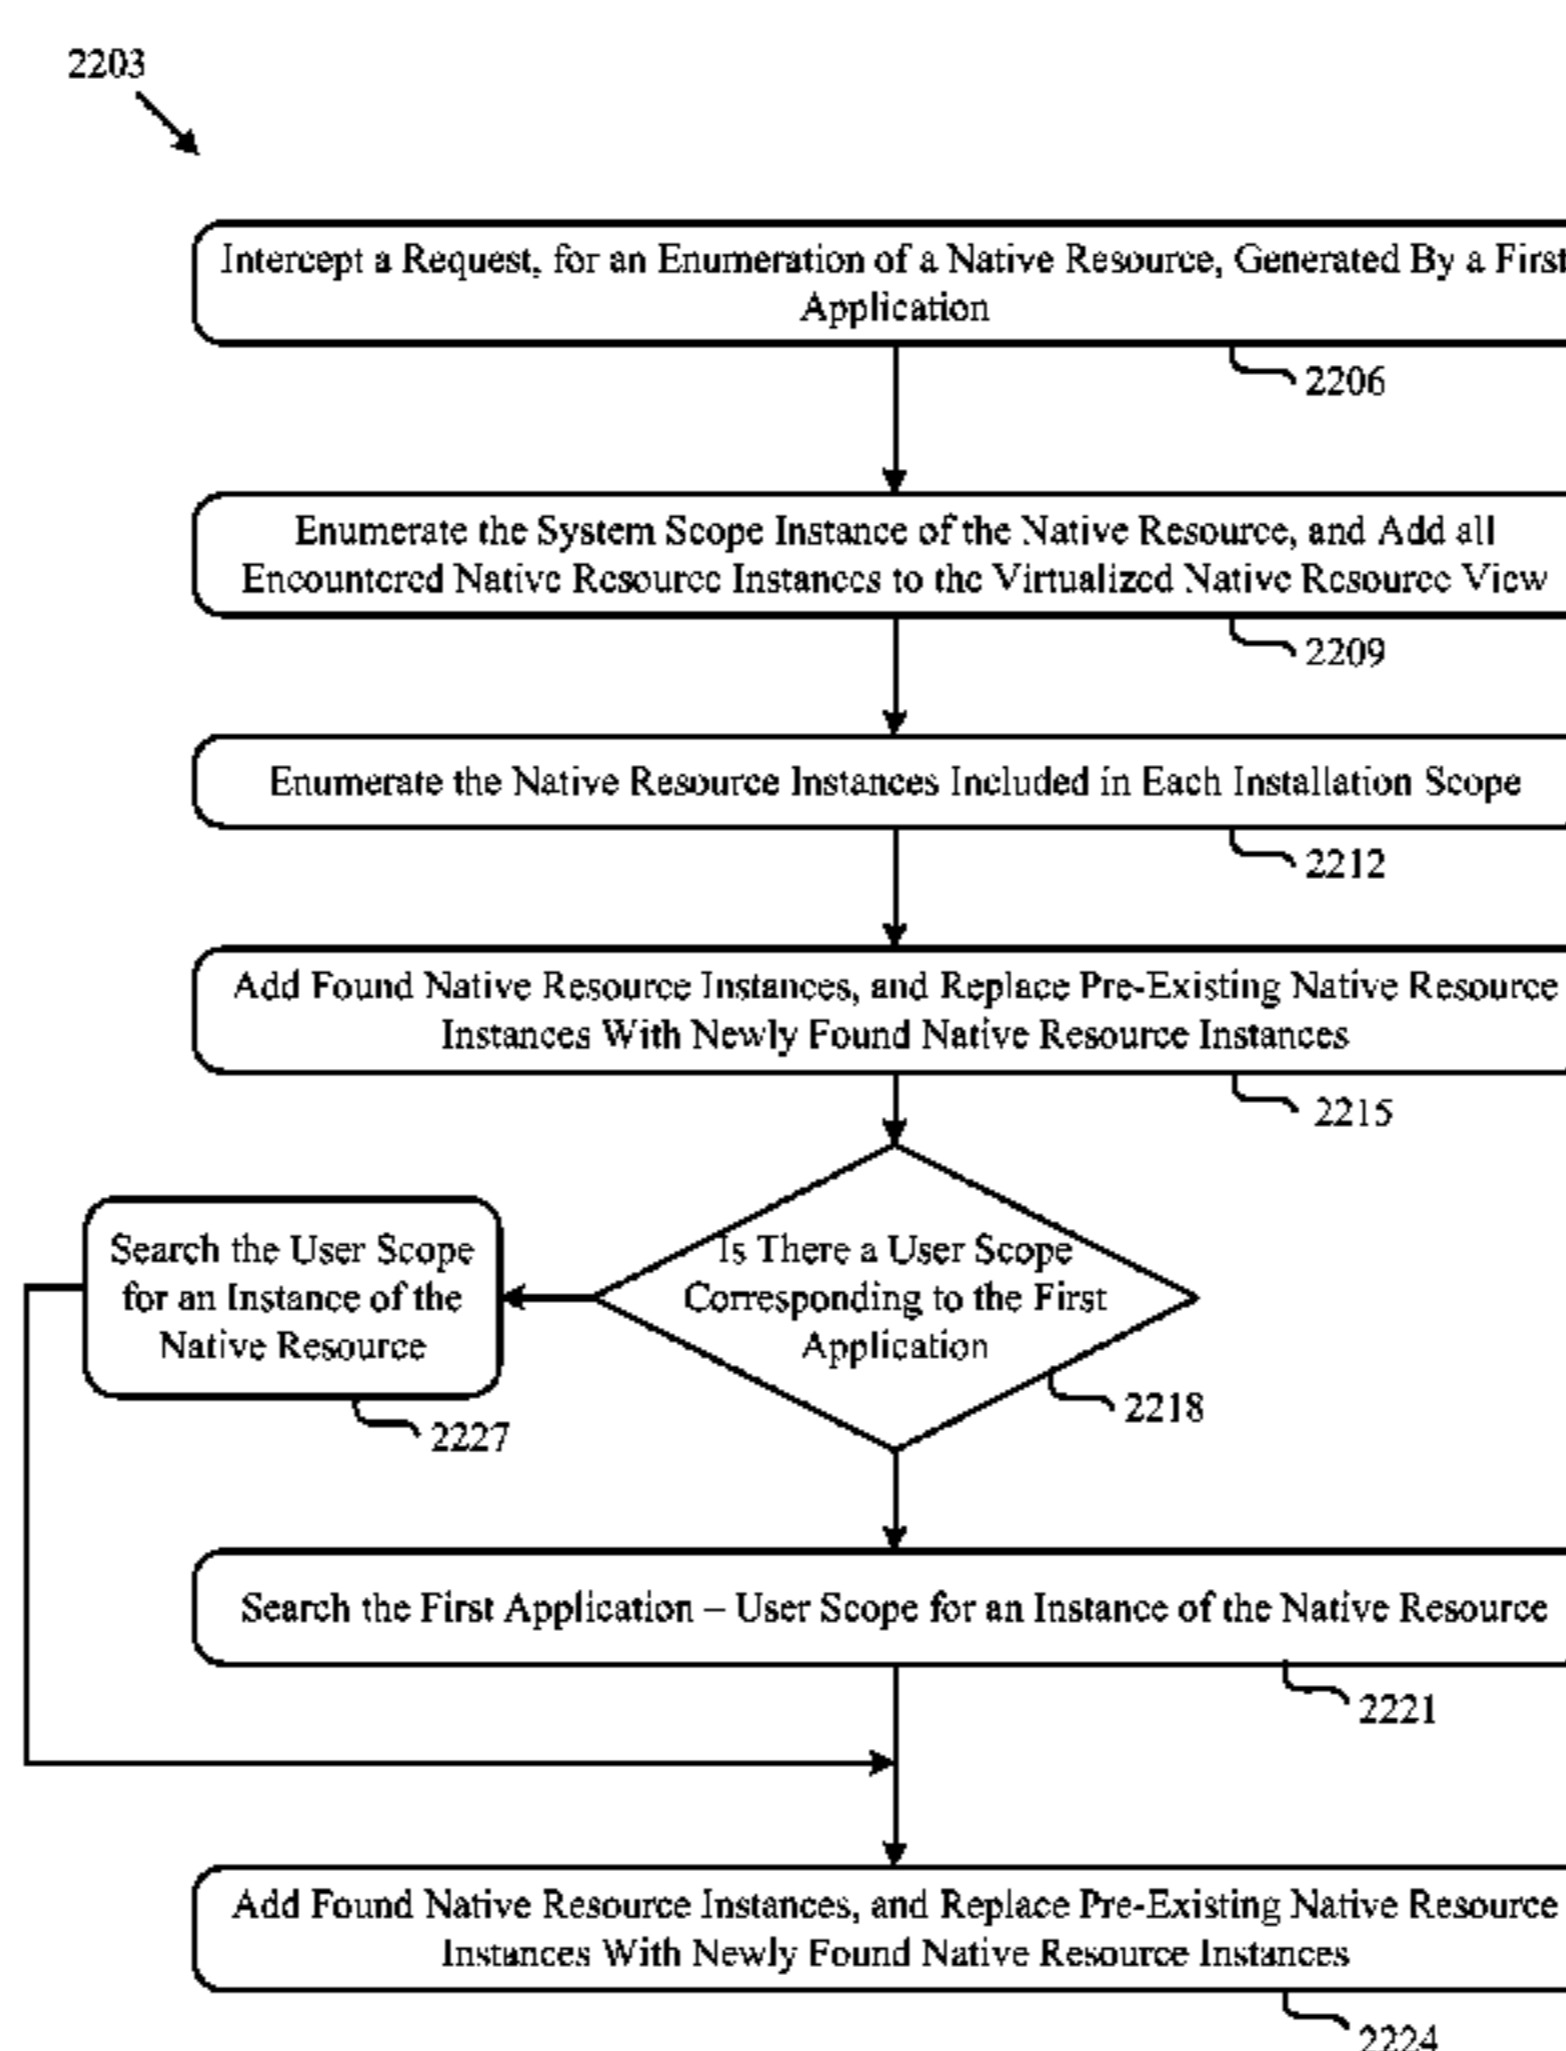 2203
Intercept a Request, for an Enumeration of a Native Resource, Generated By a First
Application
2206
Enumerate the System Scope Instance of the Native Resource, and Add all
Encountered Native Resource Instances to the Virtualized Native Resource View
2209
Enumerate the Native Resource Instances Included in Each Installation Scope
2212
Add Found Native Resource Instances, and Replace Pre-Existing Native Resource
Instances With Newly Found Native Resource Instances
2215
Is There a User Scope
Corresponding to the First
Application
2218
Search the User Scope
for an Instance of the
Native Resource
2227
Search the First Application – User Scope for an Instance of the Native Resource
2221
Add Found Native Resource Instances, and Replace Pre-Existing Native Resource
Instances With Newly Found Native Resource Instances
2224